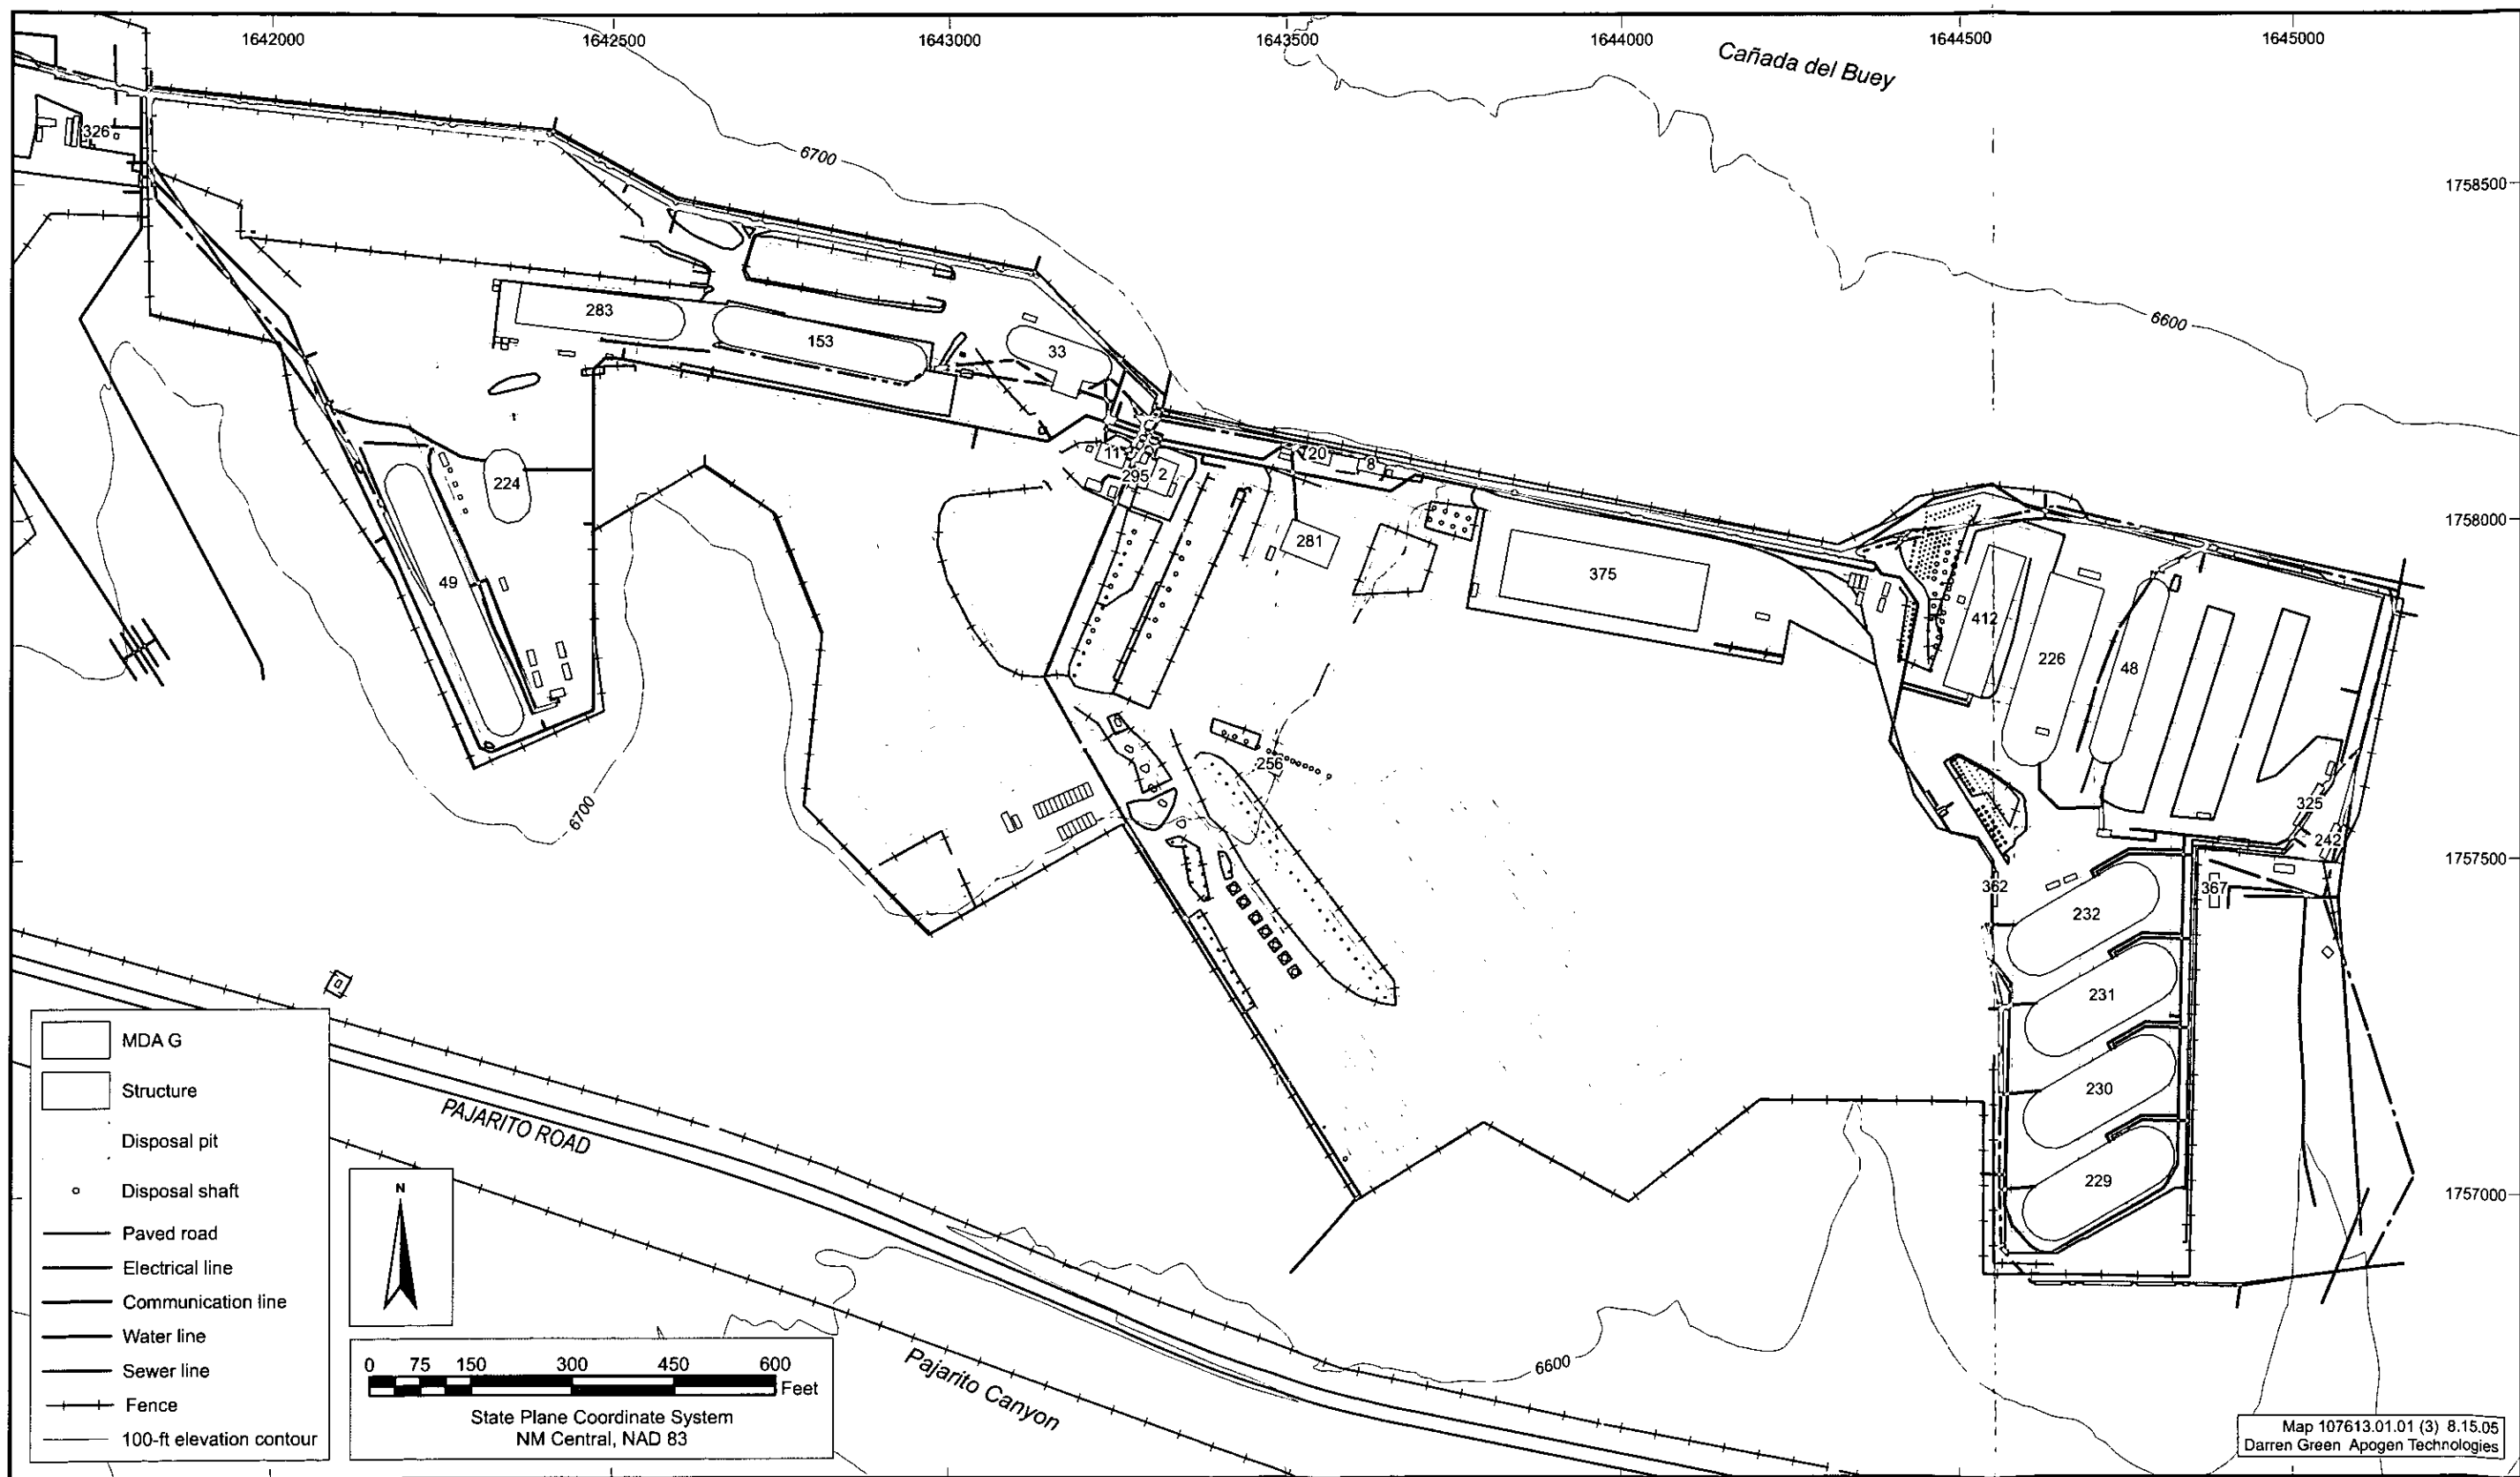 1642000
1642500
1643000
1643500
1644000
1644500
1645000
Cañada del Buey
326
6700
1758500
283
153
33
6600
11
295
2
20
8
224
1758000
49
281
375
412
226
48
256
6700
325
242
1757500
362
367
232
231
230
229
1757000
MDA G
Structure
Disposal pit
Disposal shaft
Paved road
Electrical line
Communication line
Water line
Sewer line
Fence
100-ft elevation contour
PAJARITO ROAD
N
0 75 150 300 450 600
Feet
State Plane Coordinate System
NM Central, NAD 83
Pajarito Canyon
6600
Map 107613.01.01 (3) 8.15.05
Darren Green Apogen Technologies